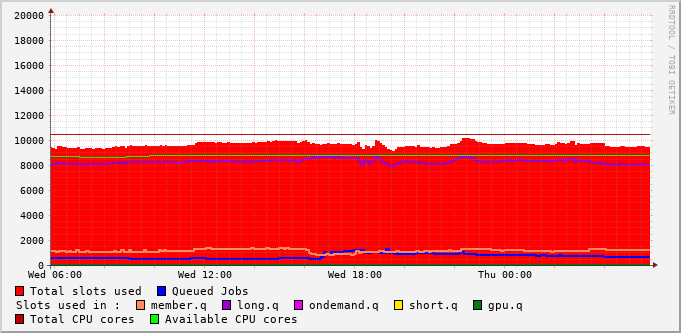 20000
18000
16000
14000
12000
10000
8000
6000
4000
2000
0
Wed 06:00 Wed 12:00 Wed 18:00 Thu 00:00
Total slots used Queued Jobs
Slots used in : member.q long.q ondemand.q short.q gpu.q
Total CPU cores Available CPU cores
RRDTOOL / TOBI OETIKER